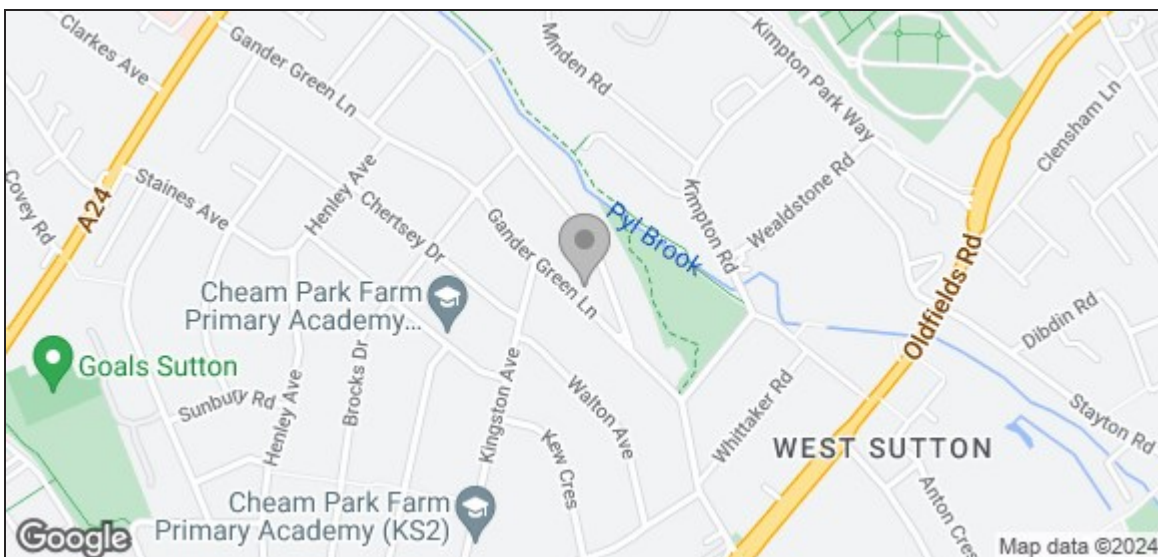 Clarkes Ave
Gander Green Ln
Minden Rd
Kimpton Park Way
Clensham Ln
A24
Covey Rd
Staines Ave
Henley Ave
Chertsey Dr
Gander Green Ln
Pyl Brook
Kimpton Rd
Wealdstone Rd
Oldfields Rd
Dibdin Rd
Cheam Park Farm
Primary Academy...
Goals Sutton
Sunbury Rd
Henley Ave
Brocks Dr
Kingston Ave
Walton Ave
Whittaker Rd
Stayton Rd
Kew Cres
WEST SUTTON
Anton Cres
Cheam Park Farm
Primary Academy (KS2)
Google
Map data ©2024